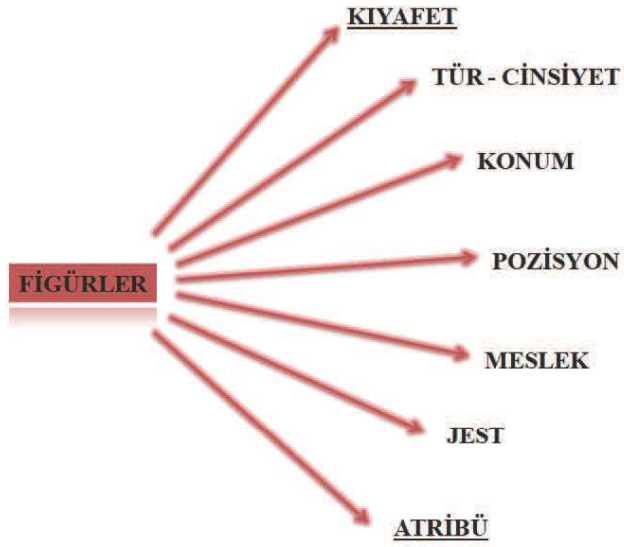 KIYAFET
TÜR - CİNSİYET
KONUM
FİGÜRLER
POZİSYON
MESLEK
JEST
ATRİBÜ